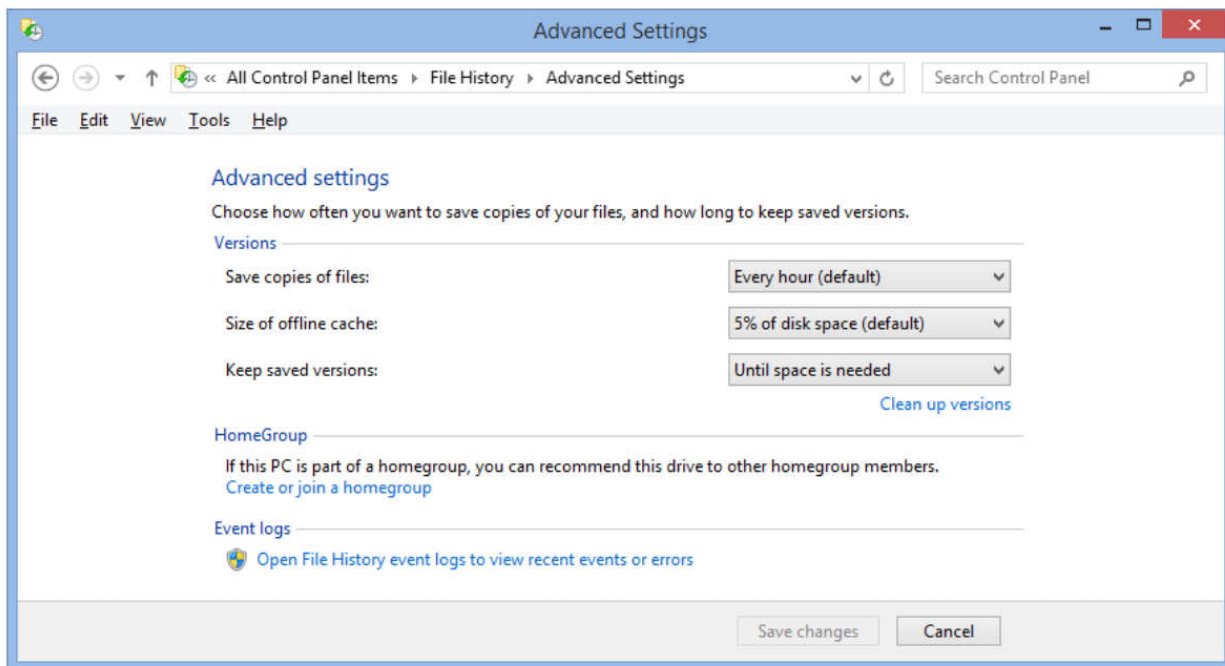 Advanced Settings
« All Control Panel Items File History Advanced Settings Search Control Panel
File Edit View Tools Help
Advanced settings
Choose how often you want to save copies of your files, and how long to keep saved versions.
Versions
Save copies of files: Every hour (default)
Size of offline cache: 5% of disk space (default)
Keep saved versions: Until space is needed
Clean up versions
HomeGroup
If this PC is part of a homegroup, you can recommend this drive to other homegroup members.
Create or join a homegroup
Event logs
Open File History event logs to view recent events or errors
Save changes Cancel